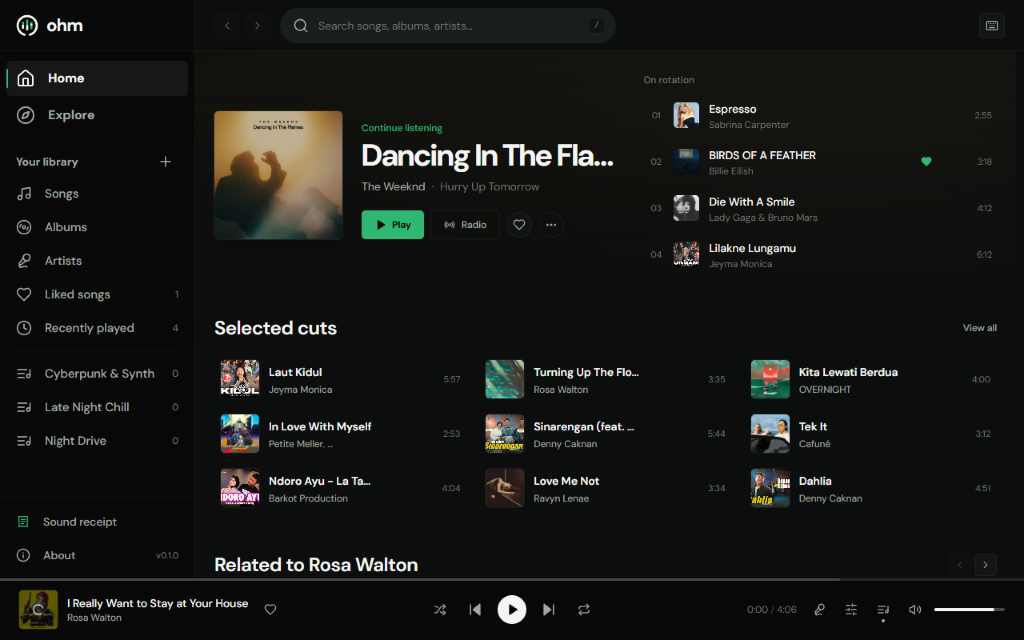 ohm
Search songs, albums, artists...
/
Home
Explore
Your library
Songs
Albums
Artists
Liked songs 1
Recently played 4
Cyberpunk & Synth 0
Late Night Chill 0
Night Drive 0
Sound receipt
About v0.1.0
THE WEEKND
Dancing In The Flames
Continue listening
Dancing In The Fla...
The Weeknd · Hurry Up Tomorrow
Play
Radio
On rotation
01 Espresso 2:55
Sabrina Carpenter
02 BIRDS OF A FEATHER 3:18
Billie Eilish
03 Die With A Smile 4:12
Lady Gaga & Bruno Mars
04 Lilakne Lungamu 6:12
Jeyma Monica
Selected cuts
View all
Laut Kidul 5:57
Jeyma Monica
Turning Up The Flo... 3:35
Rosa Walton
Kita Lewati Berdua 4:00
OVERNIGHT
In Love With Myself 2:53
Petite Meller, ...
Sinarengan (feat. ... 5:44
Denny Caknan
Tek It 3:12
Cafuné
Ndoro Ayu - La Ta... 4:04
Barkot Production
Love Me Not 3:34
Ravyn Lenae
Dahlia 4:51
Denny Caknan
Related to Rosa Walton
I Really Want to Stay at Your House
Rosa Walton
0:00 / 4:06